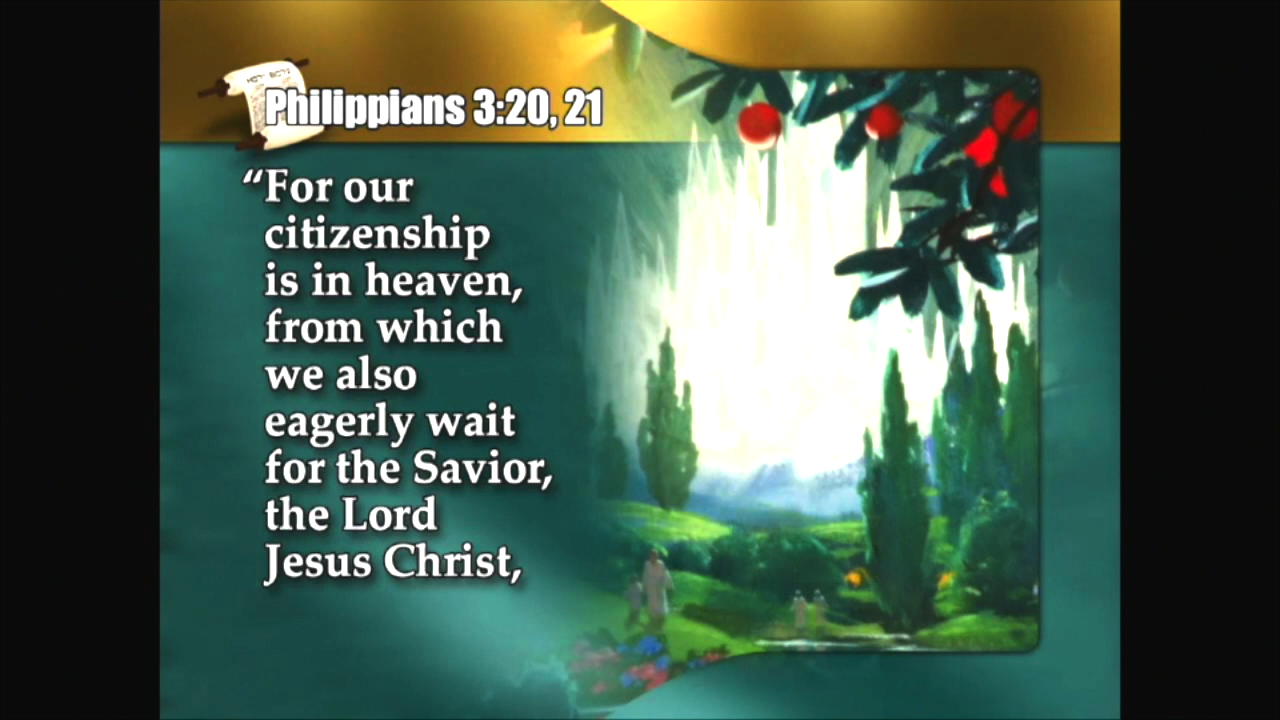 Philippians 3:20, 21
“For our
citizenship
is in heaven,
from which
we also
eagerly wait
for the Savior,
the Lord
Jesus Christ,